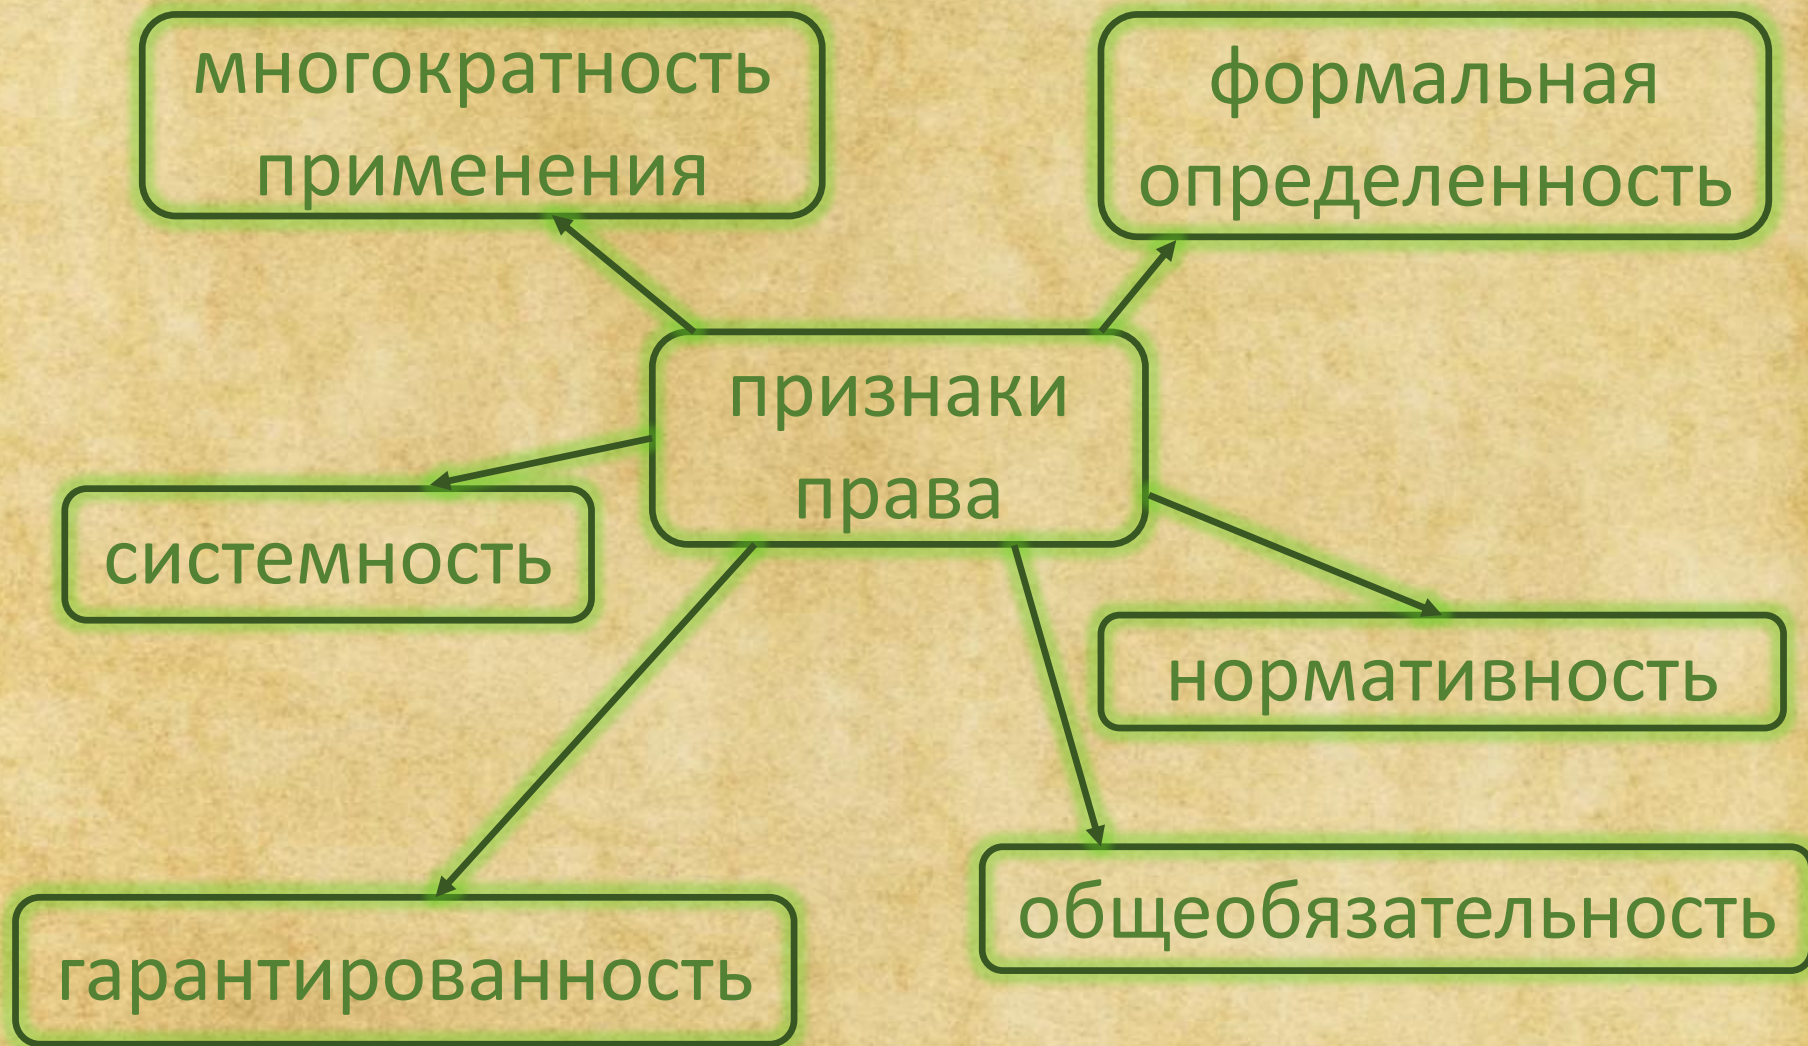 многократность
применения
формальная
определенность
признаки
права
системность
нормативность
общеобязательность
гарантированность